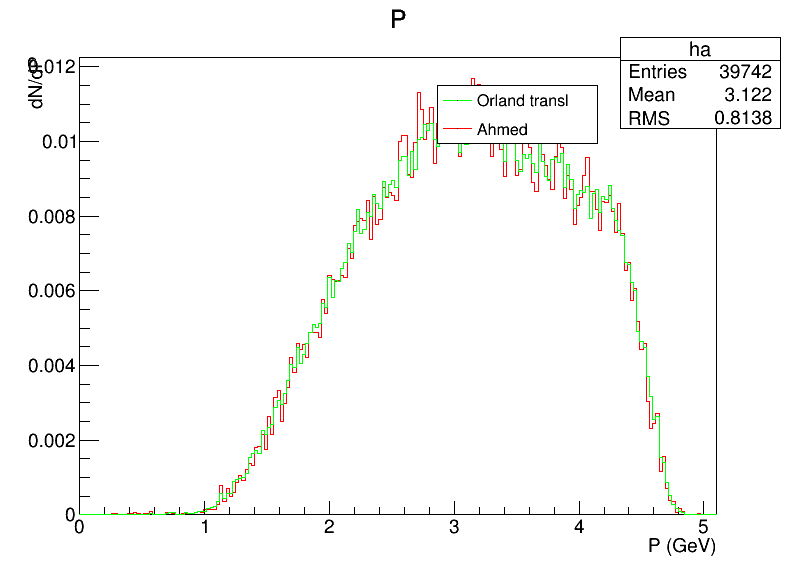 P
ha
Entries 39742
Mean 3.122
RMS 0.8138
dN/dP
Orland transl
Ahmed
0.012
0.01
0.008
0.006
0.004
0.002
0
0 1 2 3 4 5
P (GeV)